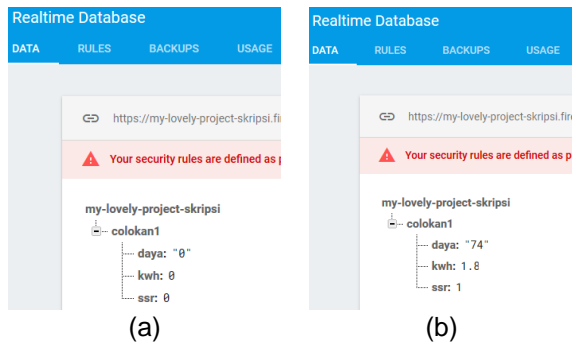 Realtime Database
DATA RULES BACKUPS USAGE
https://my-lovely-project-skripsi.fi
Your security rules are defined as p
my-lovely-project-skripsi
colokan1
daya: "0"
kwh: 0
ssr: 0
(a)
Realtime Database
DATA RULES BACKUPS USAGE
https://my-lovely-project-skripsi.fire
Your security rules are defined as p
my-lovely-project-skripsi
colokan1
daya: "74"
kwh: 1.8
ssr: 1
(b)